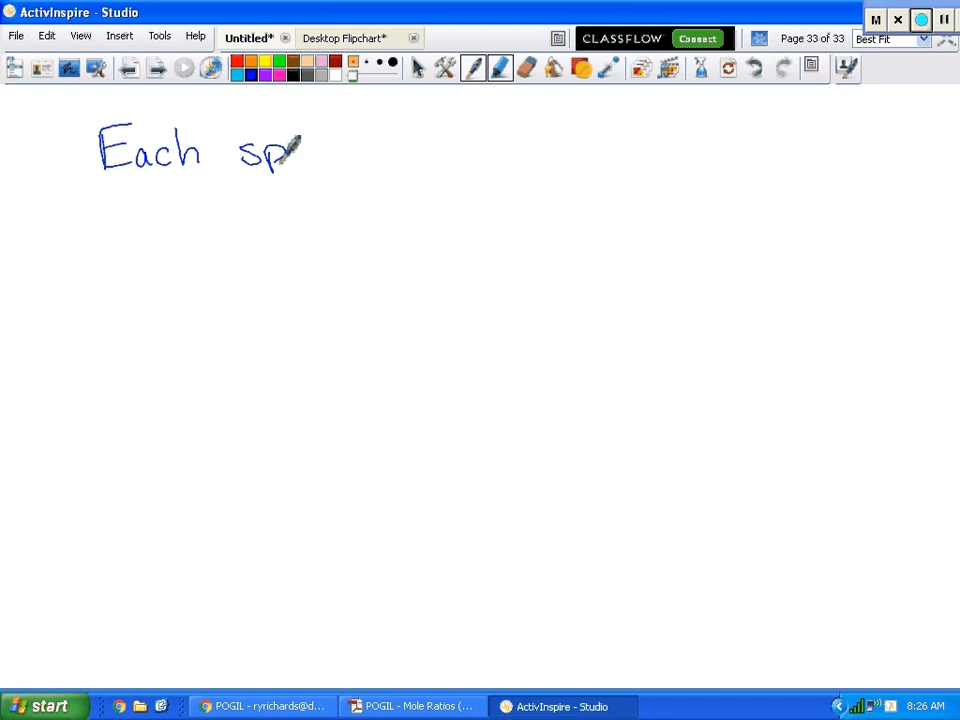 ActivInspire - Studio
File Edit View Insert Tools Help Untitled* Desktop Flipchart* CLASSFLOW Connect Page 33 of 33 Best Fit
M
Each sp
start POGIL - ryrichards@d... POGIL - Mole Ratios (... ActivInspire - Studio 8:26 AM